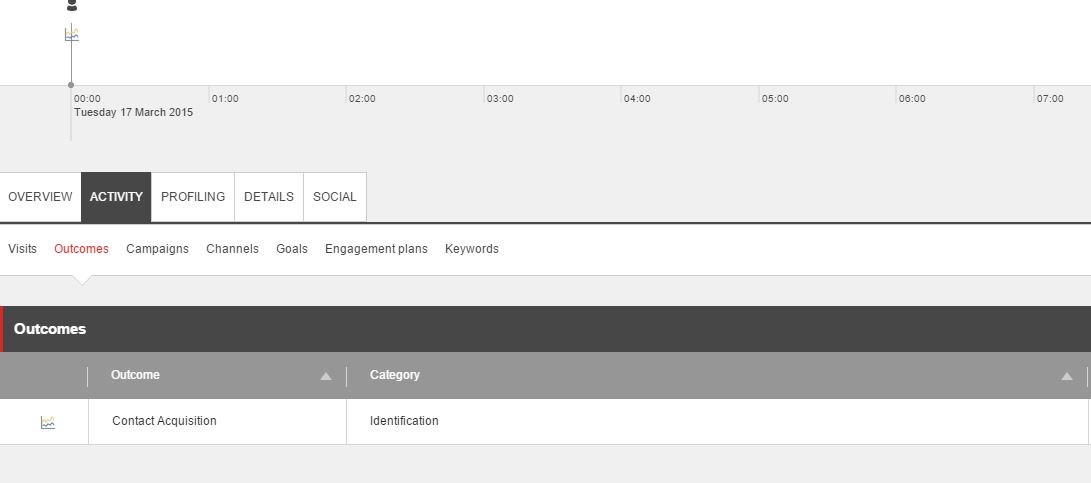 00:00 01:00 02:00 03:00 04:00 05:00 06:00 07:00
Tuesday 17 March 2015
OVERVIEW ACTIVITY PROFILING DETAILS SOCIAL
Visits Outcomes Campaigns Channels Goals Engagement plans Keywords
Outcomes
Outcome Category
Contact Acquisition Identification